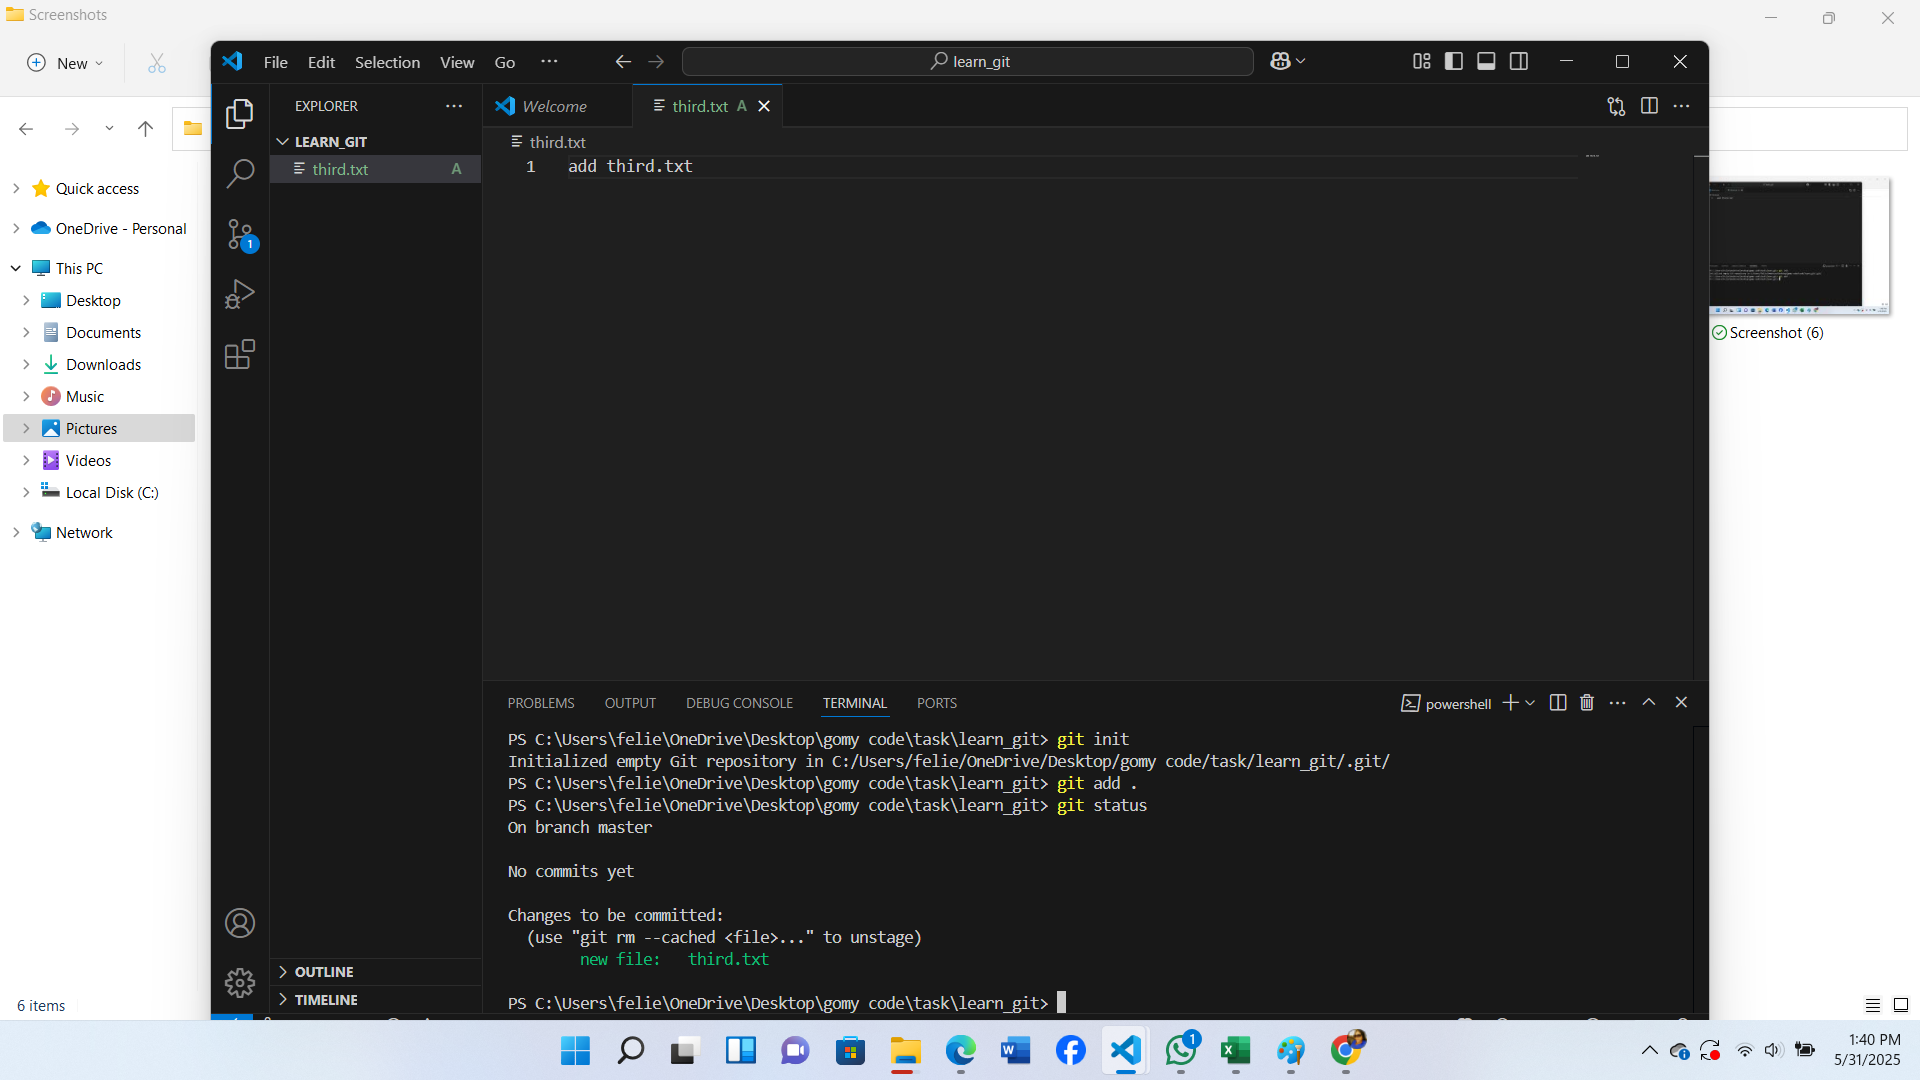 Screenshots
New
File Edit Selection View Go ···
learn_git
EXPLORER ···
Welcome
third.txt A
LEARN_GIT
third.txt A
third.txt
1 add third.txt
Quick access
OneDrive - Personal
This PC
Desktop
Documents
Downloads
Music
Pictures
Videos
Local Disk (C:)
Network
1
Screenshot (6)
PROBLEMS OUTPUT DEBUG CONSOLE TERMINAL PORTS
powershell
PS C:\Users\felie\OneDrive\Desktop\gomy code\task\learn_git> git init
Initialized empty Git repository in C:/Users/felie/OneDrive/Desktop/gomy code/task/learn_git/.git/
PS C:\Users\felie\OneDrive\Desktop\gomy code\task\learn_git> git add .
PS C:\Users\felie\OneDrive\Desktop\gomy code\task\learn_git> git status
On branch master
No commits yet
Changes to be committed:
(use "git rm --cached <file>..." to unstage)
new file: third.txt
PS C:\Users\felie\OneDrive\Desktop\gomy code\task\learn_git>
OUTLINE
TIMELINE
6 items
1
1:40 PM
5/31/2025